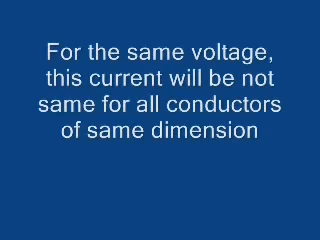 For the same voltage,
this current will be not
same for all conductors
of same dimension